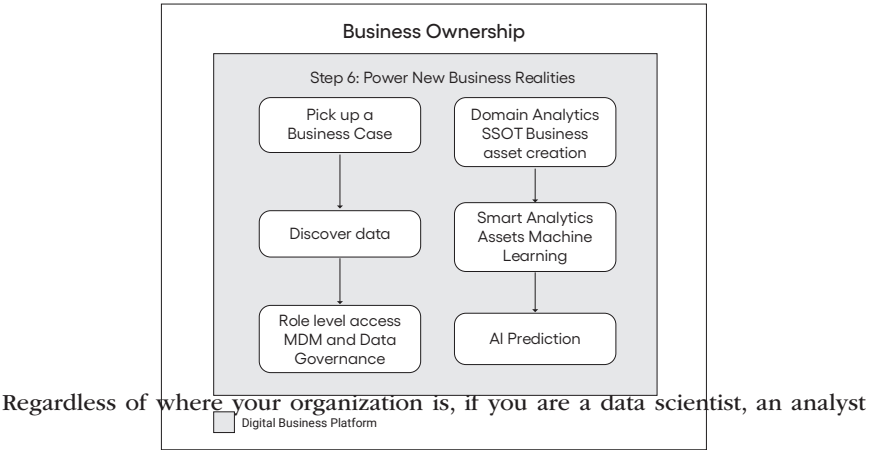 Business Ownership
Step 6: Power New Business Realities
Pick up a
Business Case
Discover data
Role level access
MDM and Data
Governance
Domain Analytics
SSOT Business
asset creation
Smart Analytics
Assets Machine
Learning
AI Prediction
Regardless of where your organization is, if you are a data scientist, an analyst
Digital Business Platform